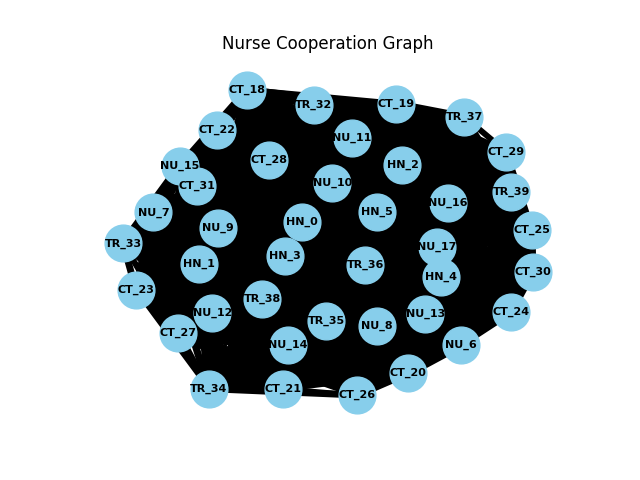 Nurse Cooperation Graph
CT_18
TR_32
CT_19
TR_37
CT_22
NU_11
CT_29
CT_28
HN_2
NU_15
CT_31
NU_10
TR_39
NU_16
NU_7
HN_5
NU_9
HN_0
CT_25
TR_33
NU_17
HN_3
HN_1
TR_36
CT_30
HN_4
CT_23
TR_38
NU_12
CT_24
NU_13
TR_35
NU_8
CT_27
NU_14
NU_6
CT_20
TR_34
CT_21
CT_26